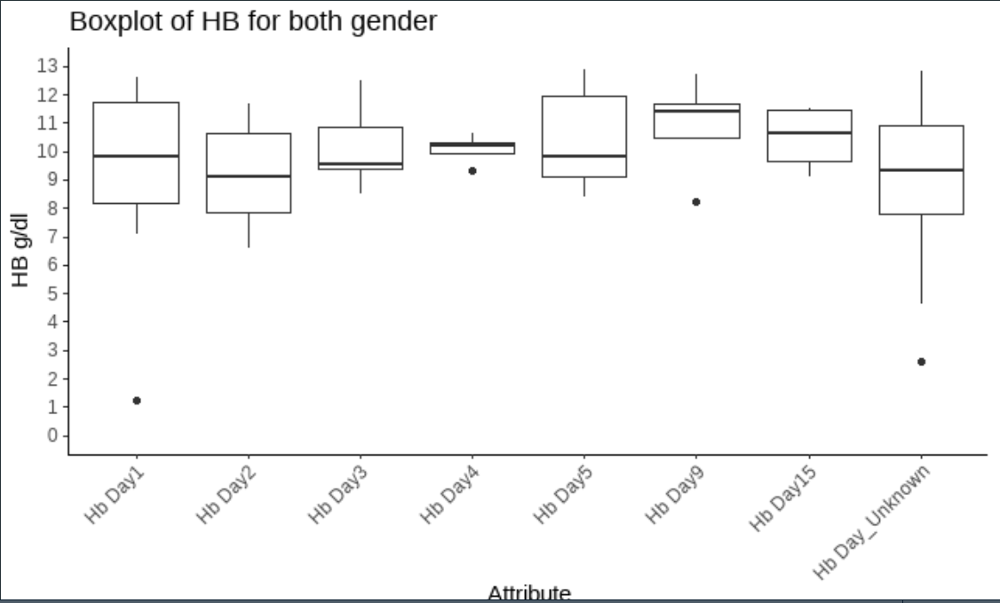 Boxplot of HB for both gender
HB g/dl
13
12
11
10
9
8
7
6
5
4
3
2
1
0
Hb Day1
Hb Day2
Hb Day3
Hb Day4
Hb Day5
Hb Day9
Hb Day15
Hb Day_Unknown
Attribute